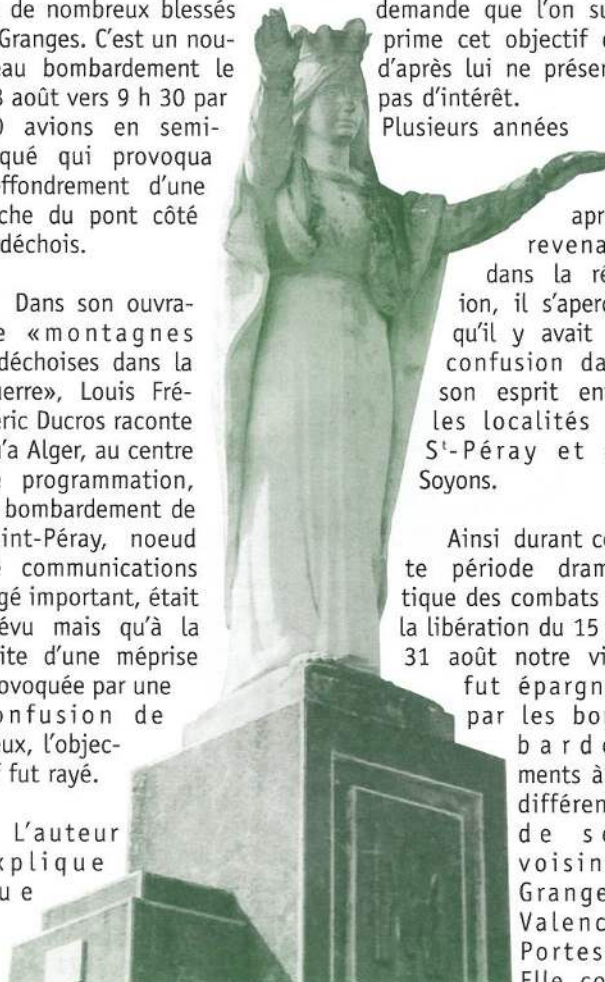 de nombreux blessés
Granges. C'est un nou-
eau bombardement le
août vers 9 h 30 par
avions en semi-
qué qui provoqua
effondrement d'une
che du pont côté
déchois.
Dans son ouvra-
e «montagnes
déchoises dans la
uerre», Louis Fré-
éric Ducros raconte
u'a Alger, au centre
e programmation,
bombardement de
int-Péray, noeud
e communications
gé important, était
évu mais qu'à la
ite d'une méprise
ovoquée par une
onfusion de
eux, l'objec-
f fut rayé.
L'auteur
xplique
u e
demande que l'on su
prime cet objectif
d'après lui ne présen
pas d'intérêt.
Plusieurs années
apr
revena
dans la ré
ion, il s'aperç
qu'il y avait
confusion da
son esprit en
les localités
St-Péray et
Soyons.
Ainsi durant ce
te période dram
tique des combats
la libération du 15
31 août notre vi
fut épargn
par les bo
barde
ments à
différen
de se
voisin
Grange
Valenc
Portes
Elle co